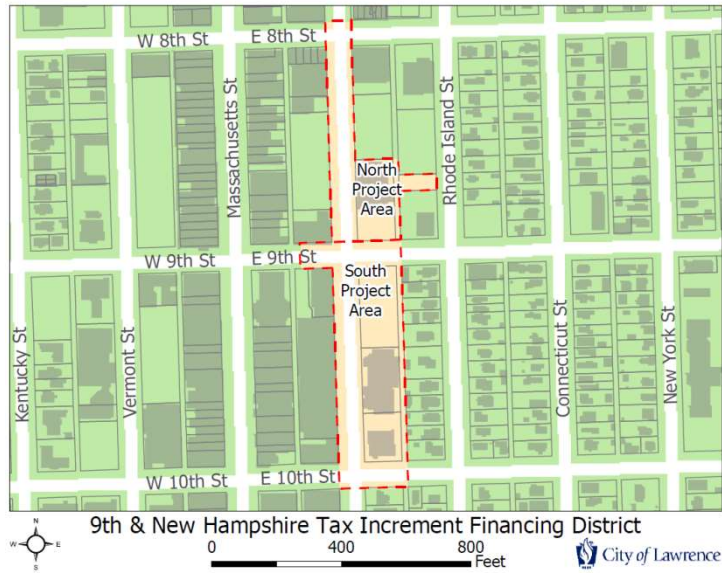 W 8th St
E 8th St
Massachusetts St
Rhode Island St
North
Project
Area
W 9th St
E 9th St
South
Project
Area
Kentucky St
Vermont St
Connecticut St
New York St
W 10th St
E 10th St
N
W E
S
9th & New Hampshire Tax Increment Financing District
0 400 800
Feet
City of Lawrence